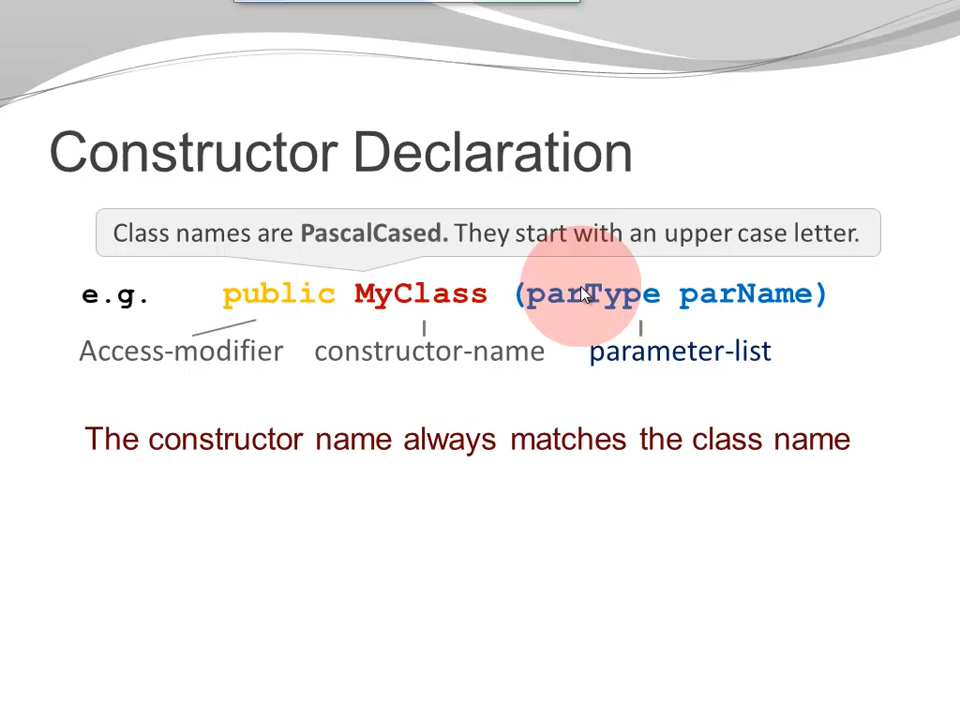 Constructor Declaration
Class names are PascalCased. They start with an upper case letter.
e.g. public MyClass (parType parName)
Access-modifier constructor-name parameter-list
The constructor name always matches the class name